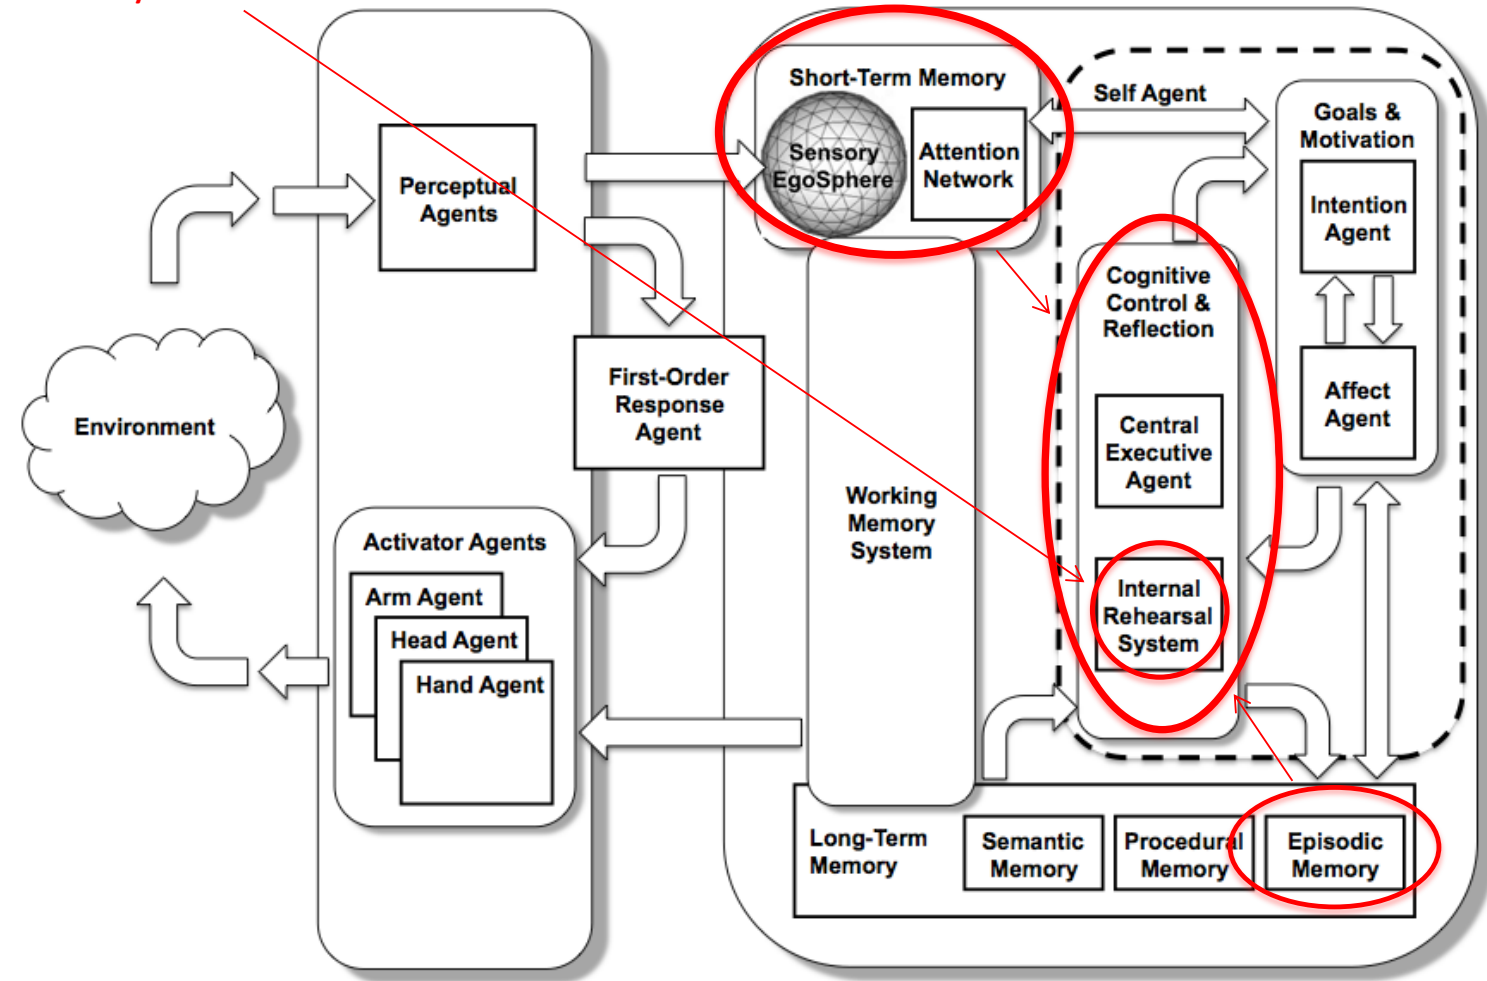 Short-Term Memory
Sensory
EgoSphere
Attention
Network
Self Agent
Goals &
Motivation
Intention
Agent
Affect
Agent
Perceptual
Agents
Cognitive
Control &
Reflection
Central
Executive
Agent
Internal
Rehearsal
System
First-Order
Response
Agent
Environment
Working
Memory
System
Activator Agents
Arm Agent
Head Agent
Hand Agent
Long-Term
Memory
Semantic
Memory
Procedural
Memory
Episodic
Memory